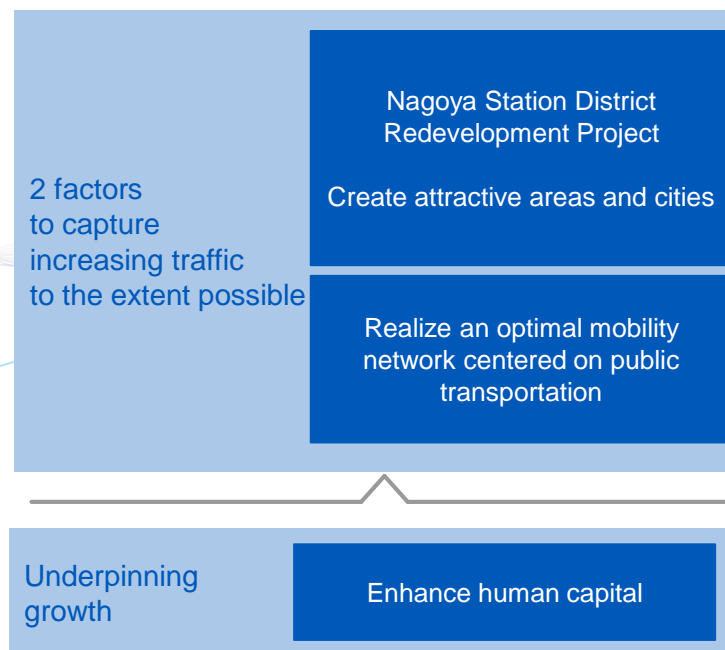 2 factors
to capture
increasing traffic
to the extent possible
Nagoya Station District
Redevelopment Project
Create attractive areas and cities
Realize an optimal mobility
network centered on public
transportation
Underpinning
growth
Enhance human capital